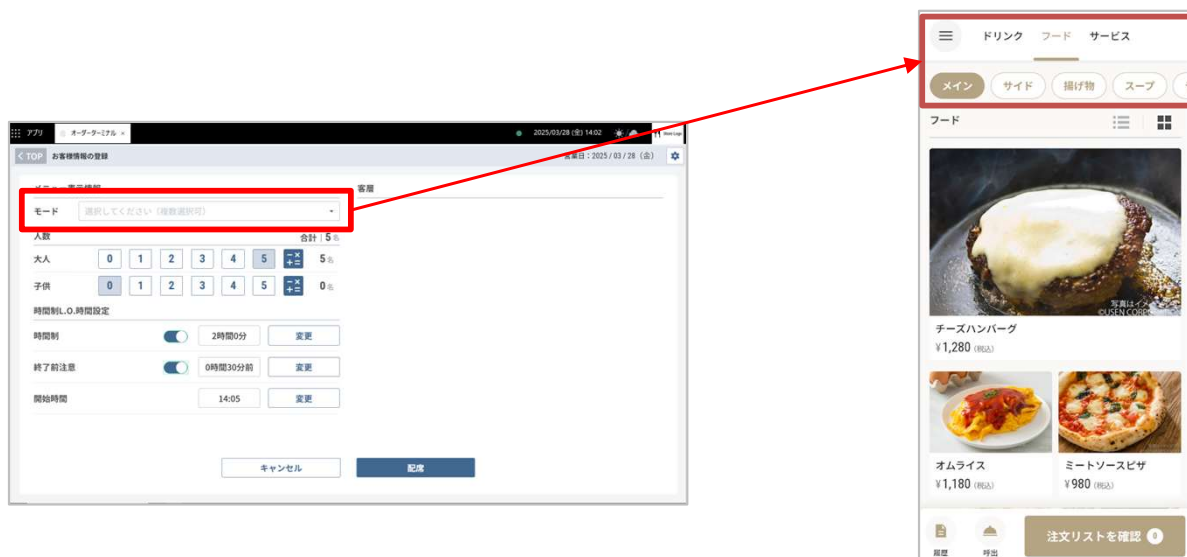 アプリ
オーダーターミナル ×
2025/03/28 (金) 14:02
< TOP
お客様情報の登録
営業日：2025 / 03 / 28 （金）
メニュー表示情報
客層
モード
選択してください（複数選択可）
人数
合計 | 5 名
大人
0 1 2 3 4 5
5 名
子供
0 1 2 3 4 5
0 名
時間制L.O.時間設定
時間制
2時間0分
変更
終了前注意
0時間30分前
変更
開始時間
14:05
変更
キャンセル
配席
ドリンク フード サービス
メイン サイド 揚げ物 スープ
フード
写真はイメ
©USEN CORP
チーズハンバーグ
¥1,280 (税込)
オムライス
¥1,180 (税込)
ミートソースピザ
¥980 (税込)
履歴
呼出
注文リストを確認 0